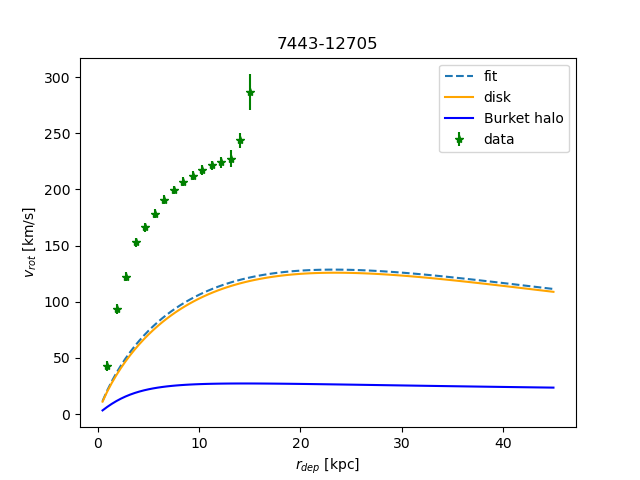 7443-12705
300
250
200
150
100
50
0
v_rot [km/s]
0 10 20 30 40
r_dep [kpc]
fit
disk
Burket halo
data